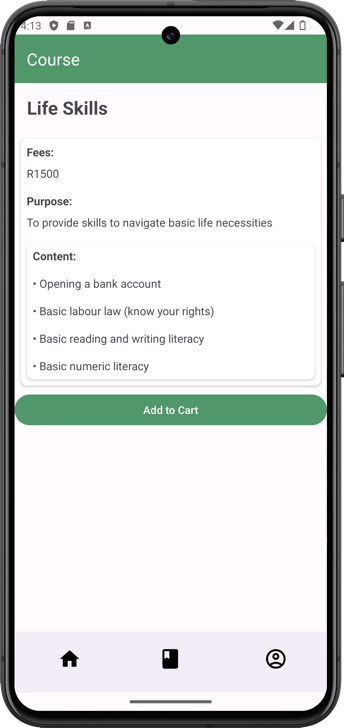 4:13
Course
Life Skills
Fees:
R1500
Purpose:
To provide skills to navigate basic life necessities
Content:
• Opening a bank account
• Basic labour law (know your rights)
• Basic reading and writing literacy
• Basic numeric literacy
Add to Cart